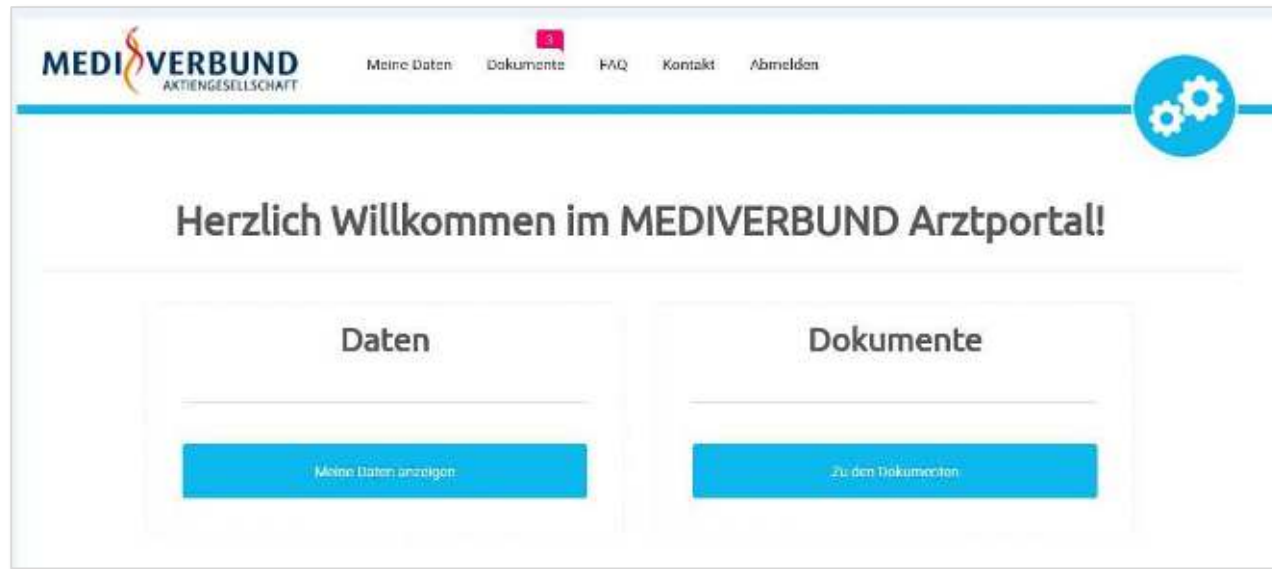 3
MEDIVERBUND
AKTIENGESELLSCHAFT
Meine Daten Dokumente FAQ Kontakt Abmelden
Herzlich Willkommen im MEDIVERBUND Arztportal!
Daten
Dokumente
Meine Daten anzeigen
Zu den Dokumenten